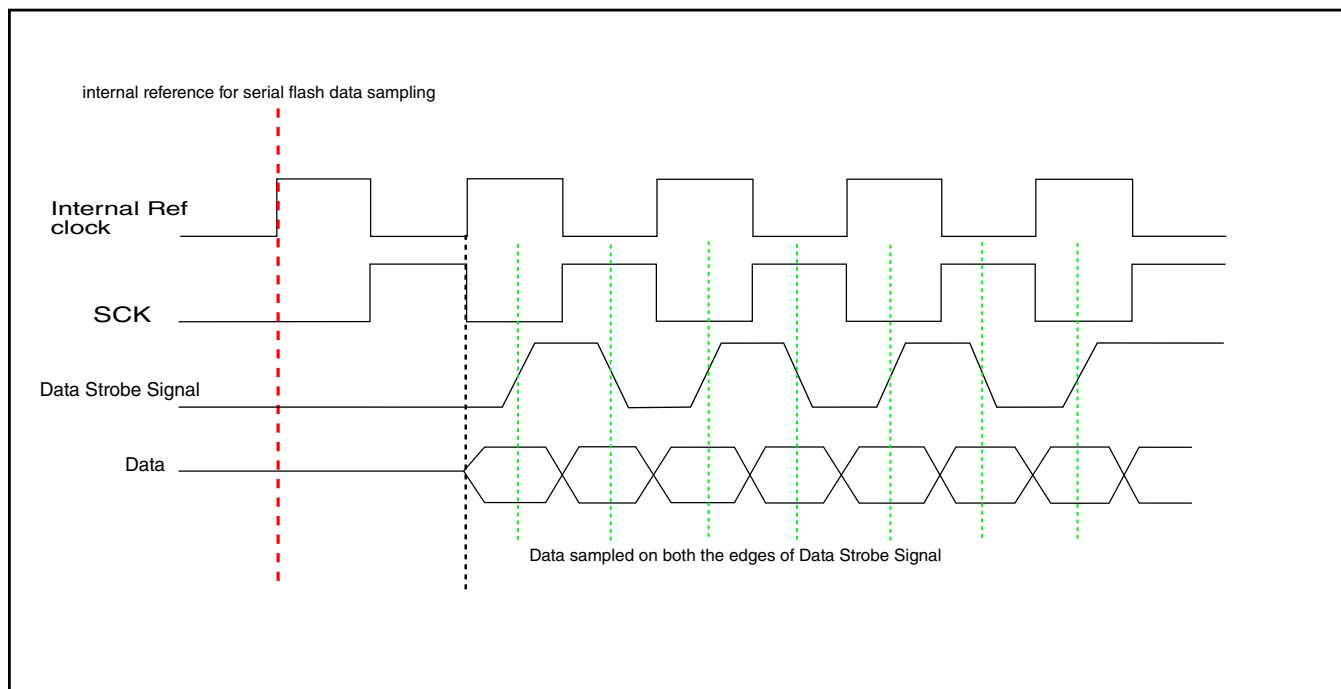 internal reference for serial flash data sampling
Internal Ref
clock
SCK
Data Strobe Signal
Data
Data sampled on both the edges of Data Strobe Signal